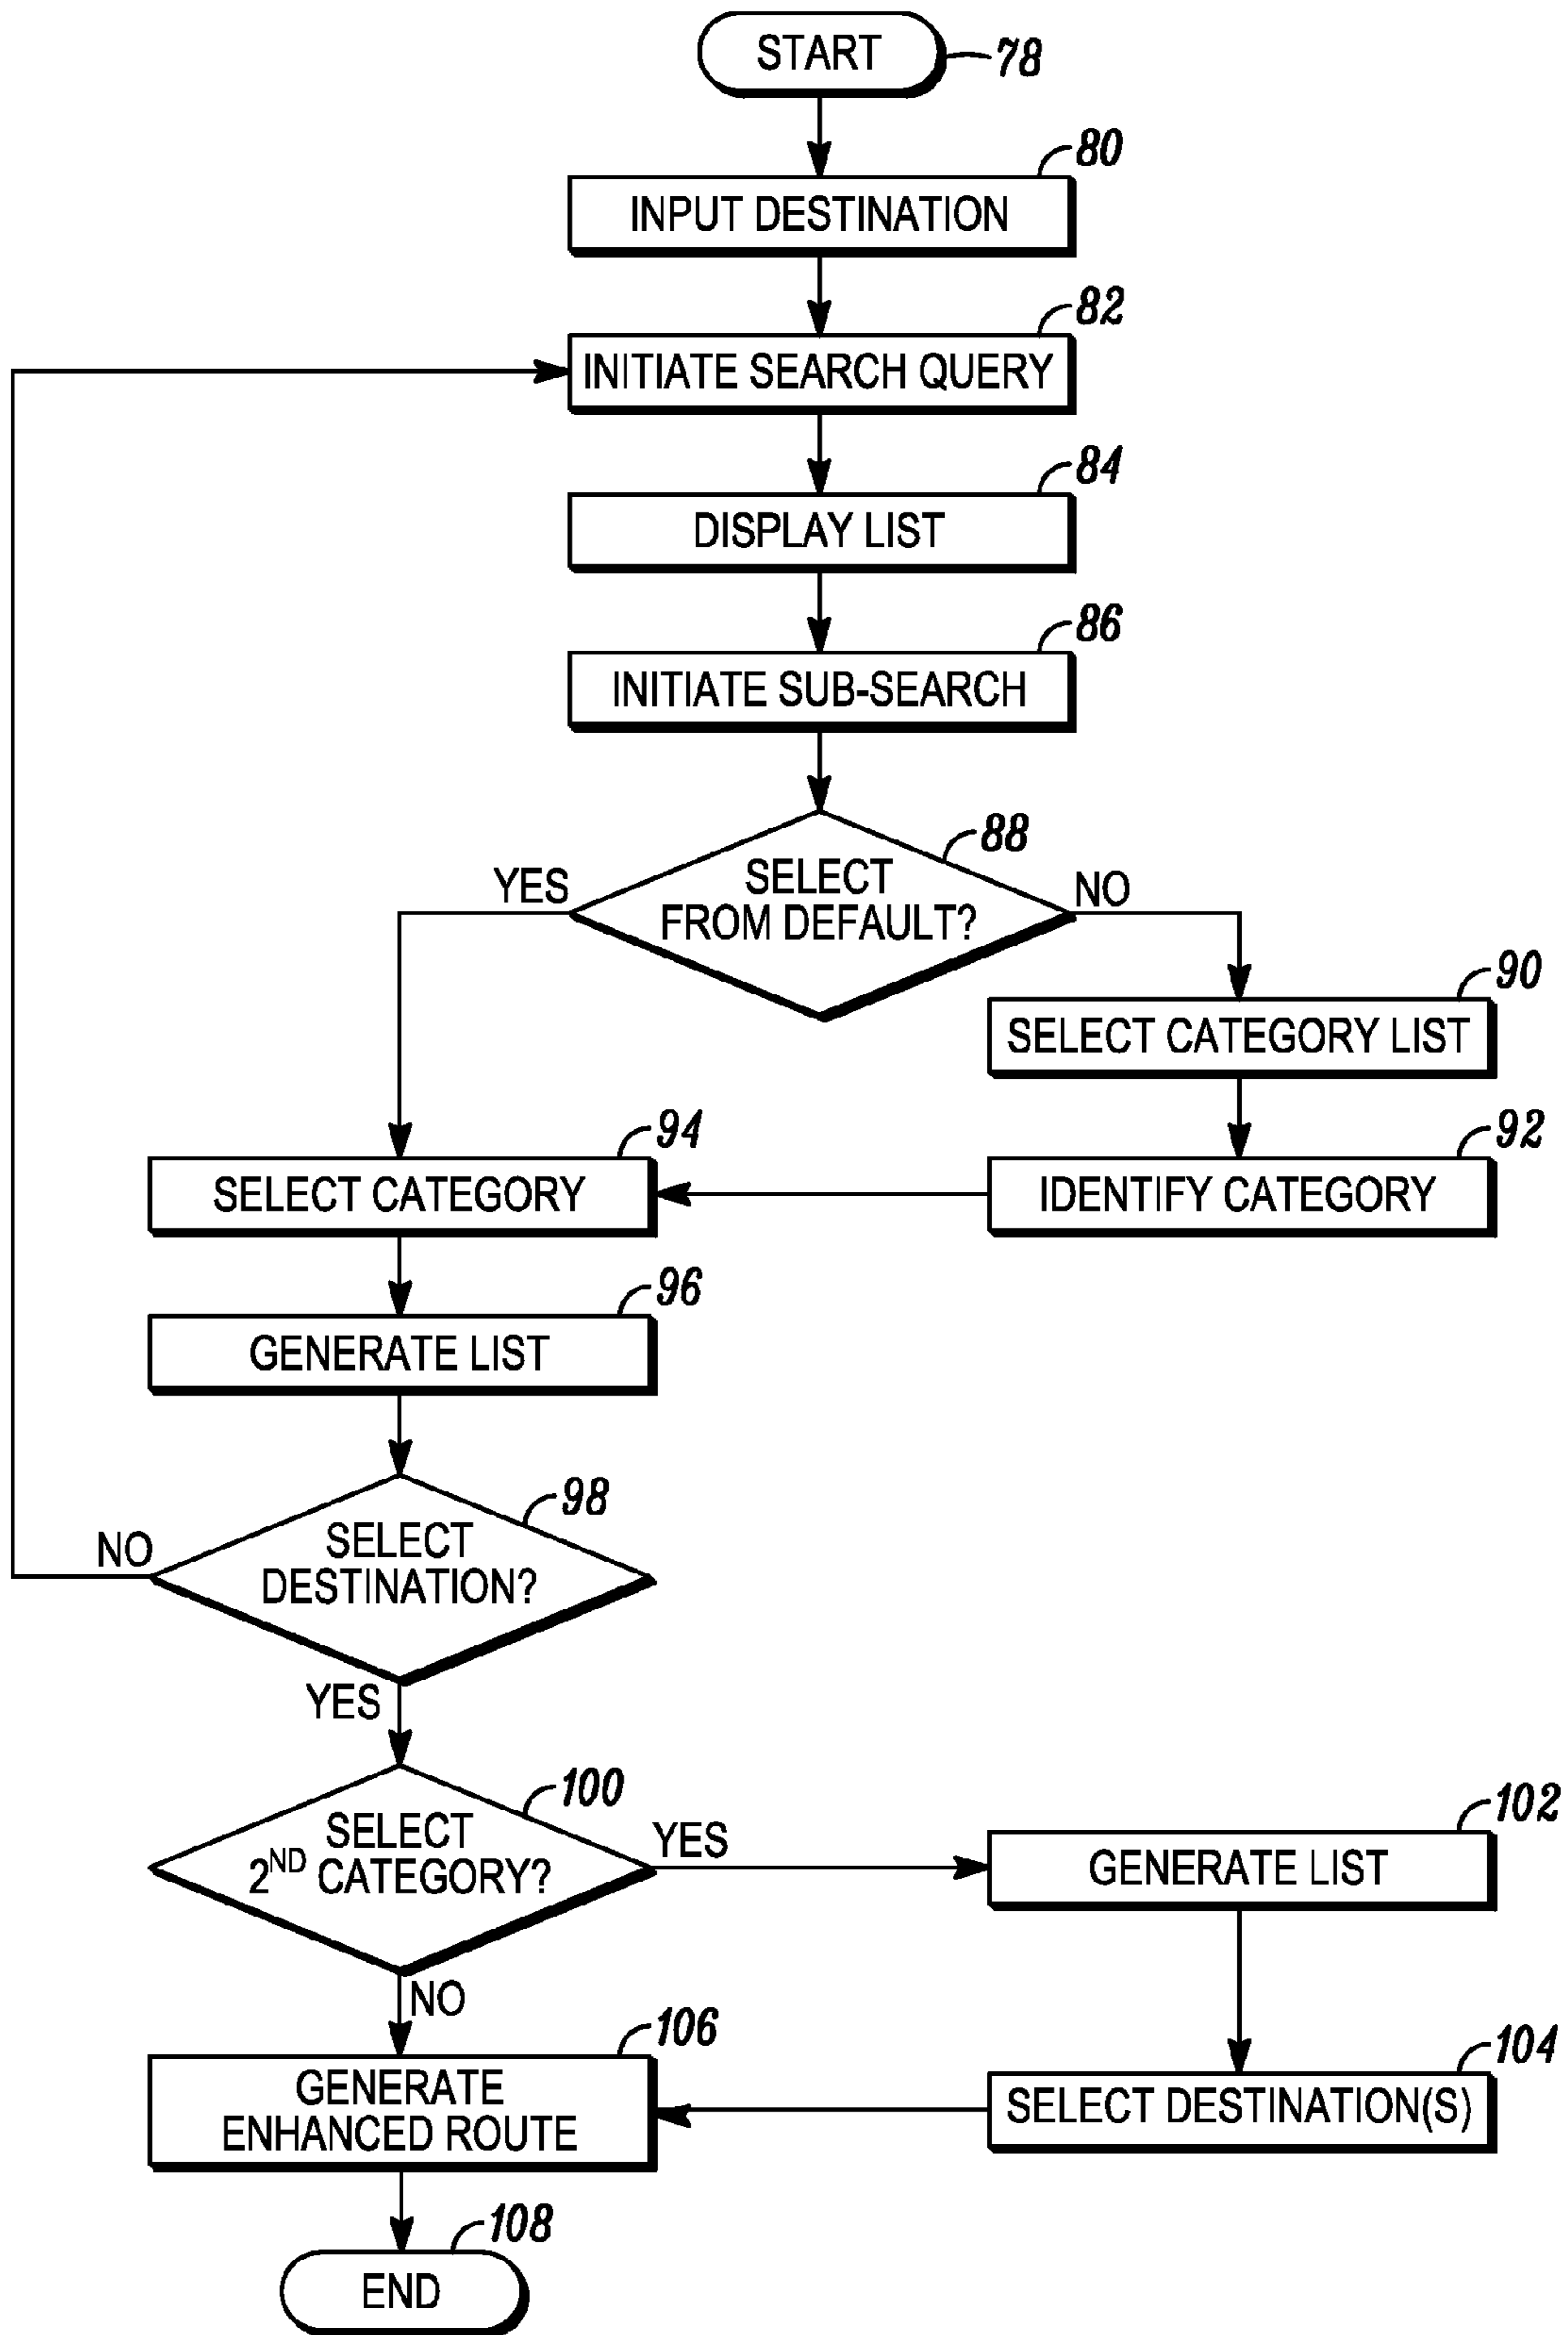 START
78
80
INPUT DESTINATION
82
INITIATE SEARCH QUERY
84
DISPLAY LIST
86
INITIATE SUB-SEARCH
88
YES
SELECT
FROM DEFAULT?
NO
90
SELECT CATEGORY LIST
94
SELECT CATEGORY
92
IDENTIFY CATEGORY
96
GENERATE LIST
98
NO
SELECT
DESTINATION?
YES
100
SELECT
2ND CATEGORY?
YES
102
GENERATE LIST
NO
106
GENERATE
ENHANCED ROUTE
104
SELECT DESTINATION(S)
108
END